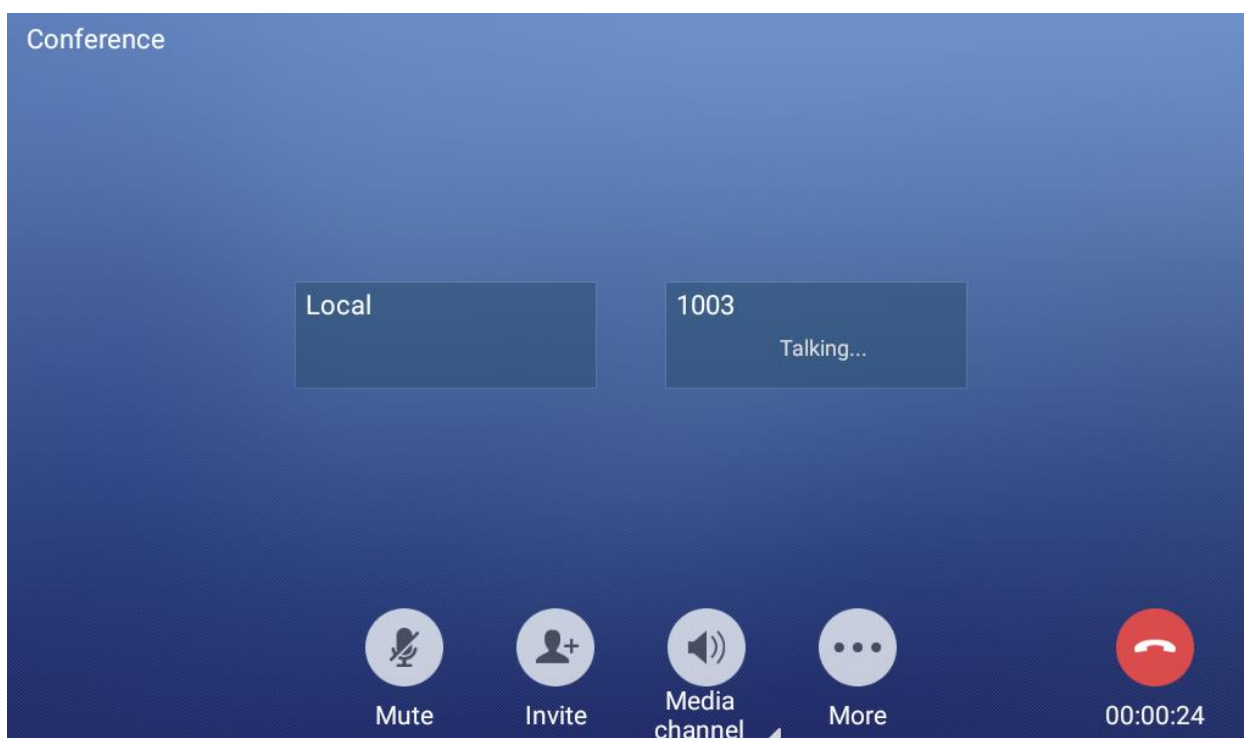 Conference
Local
1003
Talking...
Mute
Invite
Media
channel
More
00:00:24